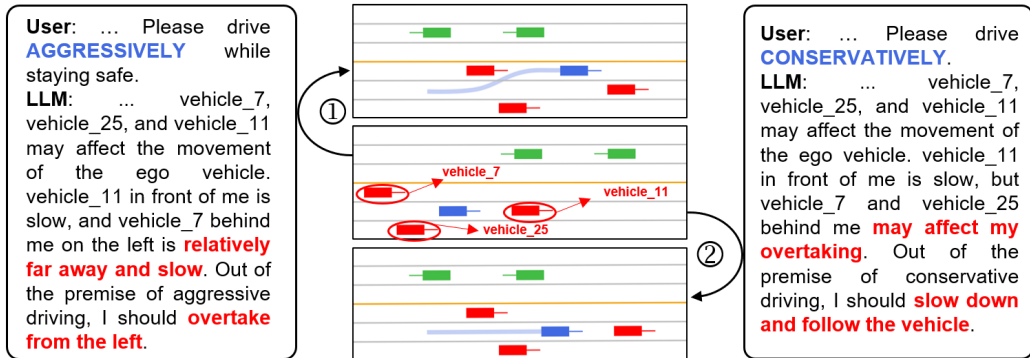 User: ... Please drive
AGGRESSIVELY while
staying safe.
LLM: ... vehicle_7,
vehicle_25, and vehicle_11
may affect the movement
of the ego vehicle.
vehicle_11 in front of me is
slow, and vehicle_7 behind
me on the left is relatively
far away and slow. Out of
the premise of aggressive
driving, I should overtake
from the left.
①
vehicle_7
vehicle_11
vehicle_25
②
User: ... Please drive
CONSERVATIVELY.
LLM: ... vehicle_7,
vehicle_25, and vehicle_11
may affect the movement of
the ego vehicle. vehicle_11
in front of me is slow, but
vehicle_7 and vehicle_25
behind me may affect my
overtaking. Out of the
premise of conservative
driving, I should slow down
and follow the vehicle.